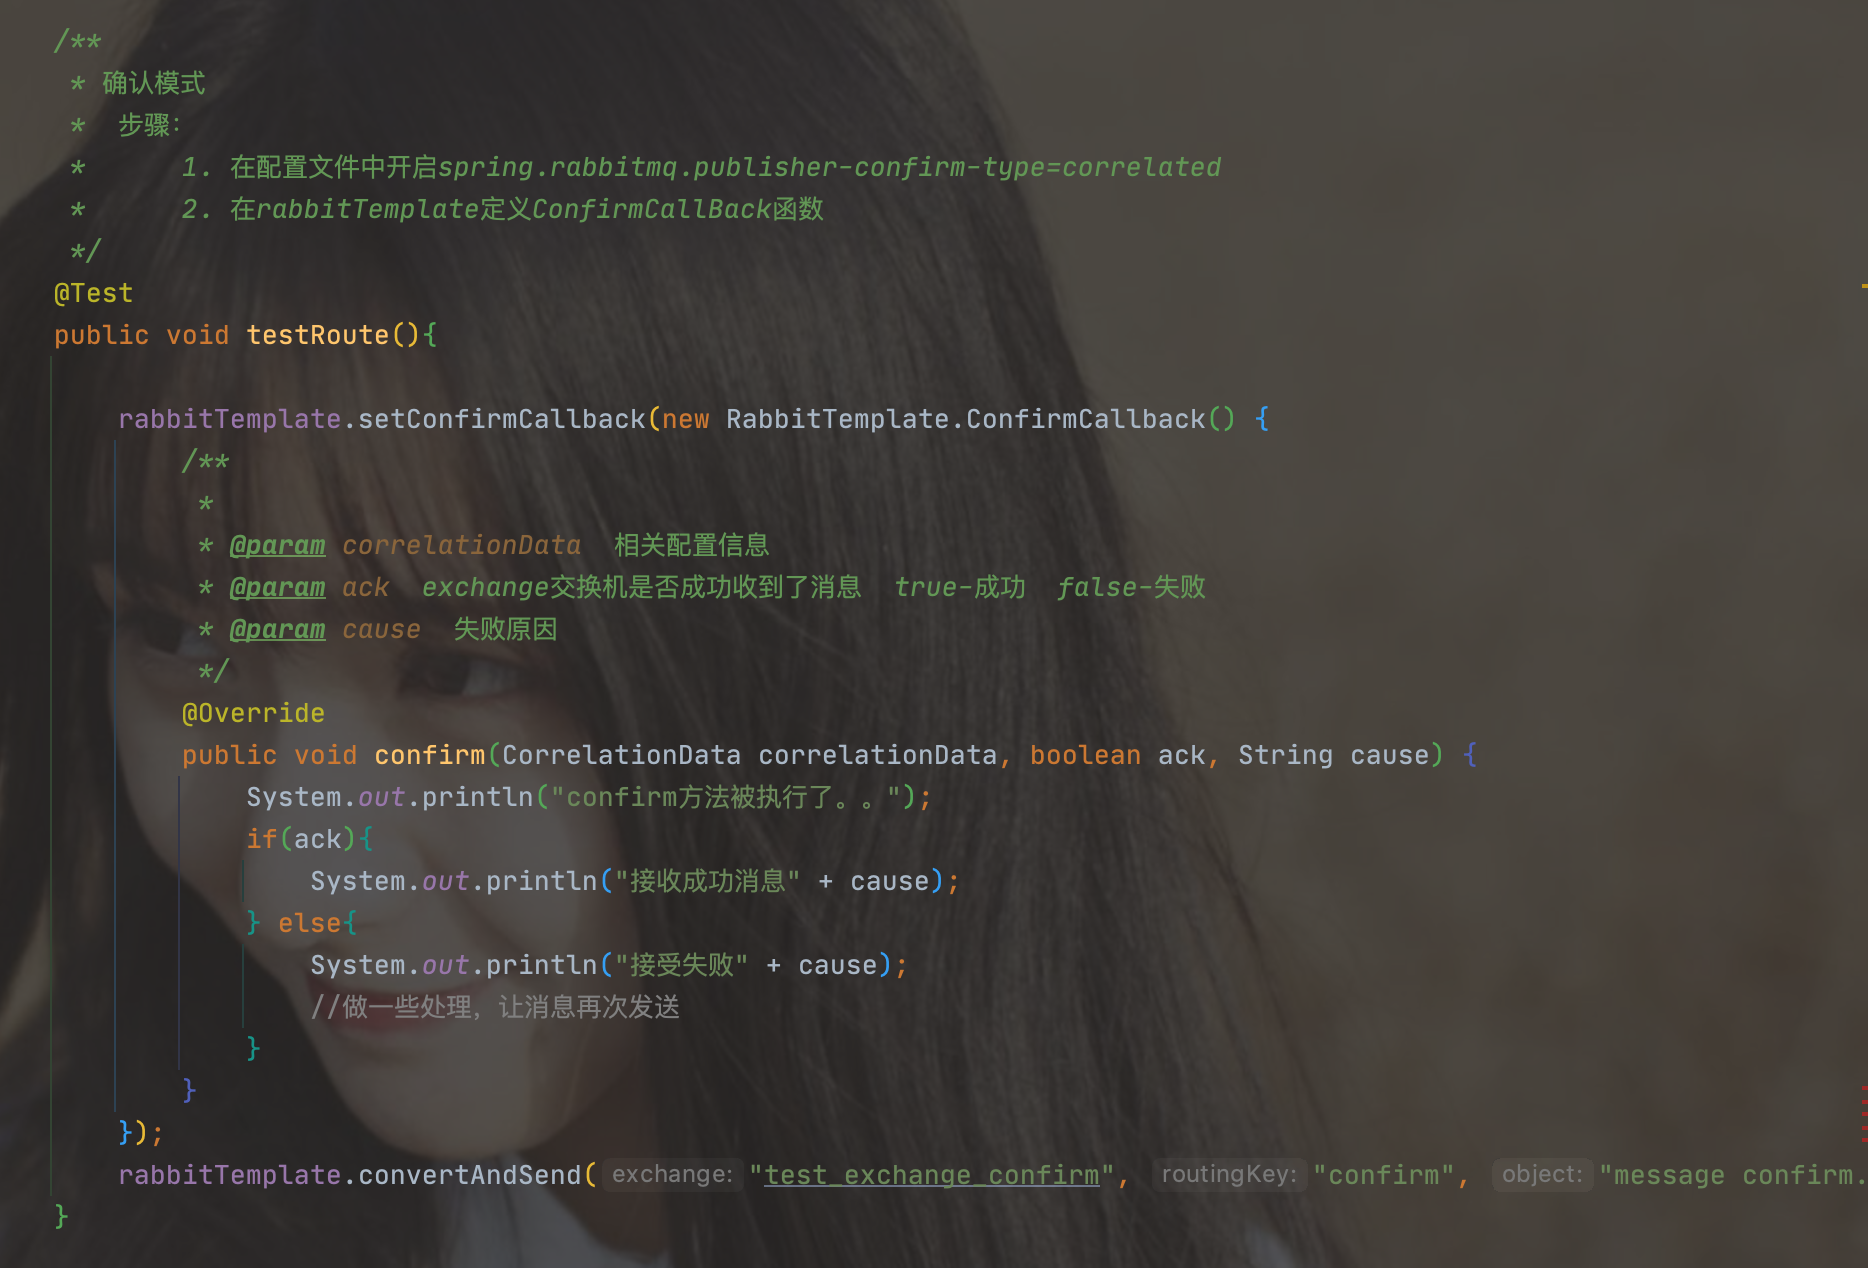 /**
 * 确认模式
 *  步骤：
 *      1. 在配置文件中开启spring.rabbitmq.publisher-confirm-type=correlated
 *      2. 在rabbitTemplate定义ConfirmCallBack函数
 */
@Test
public void testRoute(){
    rabbitTemplate.setConfirmCallback(new RabbitTemplate.ConfirmCallback() {
        /**
         *
         * @param correlationData  相关配置信息
         * @param ack  exchange交换机是否成功收到了消息  true-成功  false-失败
         * @param cause  失败原因
         */
        @Override
        public void confirm(CorrelationData correlationData, boolean ack, String cause) {
            System.out.println("confirm方法被执行了。。");
            if(ack){
                System.out.println("接收成功消息" + cause);
            } else{
                System.out.println("接受失败" + cause);
                //做一些处理，让消息再次发送
            }
        }
    });
    rabbitTemplate.convertAndSend( exchange: "test_exchange_confirm", routingKey: "confirm", object: "message confirm.
}